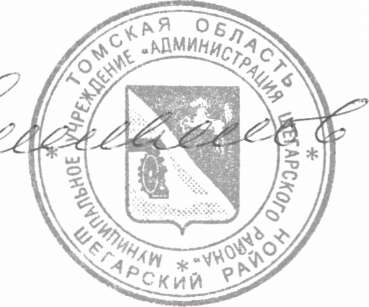 ТОМСКАЯ ОБЛАСТЬ
* ШЕГАРСКИЙ РАЙОН *
МУНИЦИПАЛЬНОЕ УЧРЕЖДЕНИЕ «АДМИНИСТРАЦИЯ ШЕГАРСКОГО РАЙОНА» *